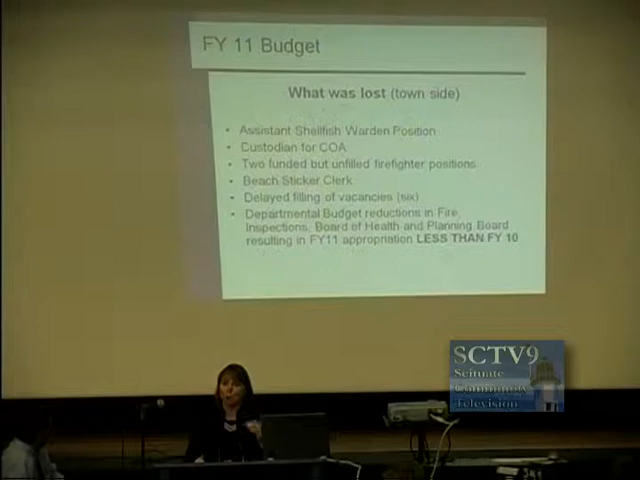 FY 11 Budget
What was lost (town side)
• Assistant Shellfish Warden Position
• Custodian for COA
• Two funded but unfilled firefighter positions
• Beach Sticker Clerk
• Delayed filling of vacancies (six)
• Departmental Budget reductions in Fire,
Inspections, Board of Health and Planning Board
resulting in FY11 appropriation LESS THAN FY 10
SCTV9
Scituate
Community
Television